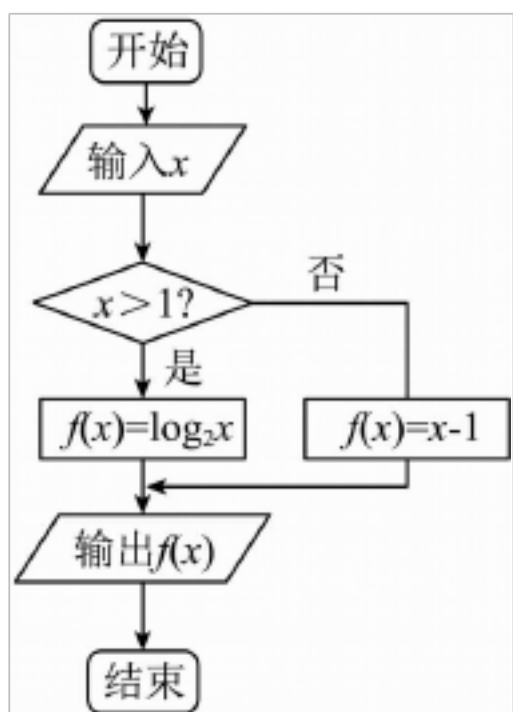 开始
输入x
x>1?
否
是
f(x)=log₂x
f(x)=x-1
输出f(x)
结束